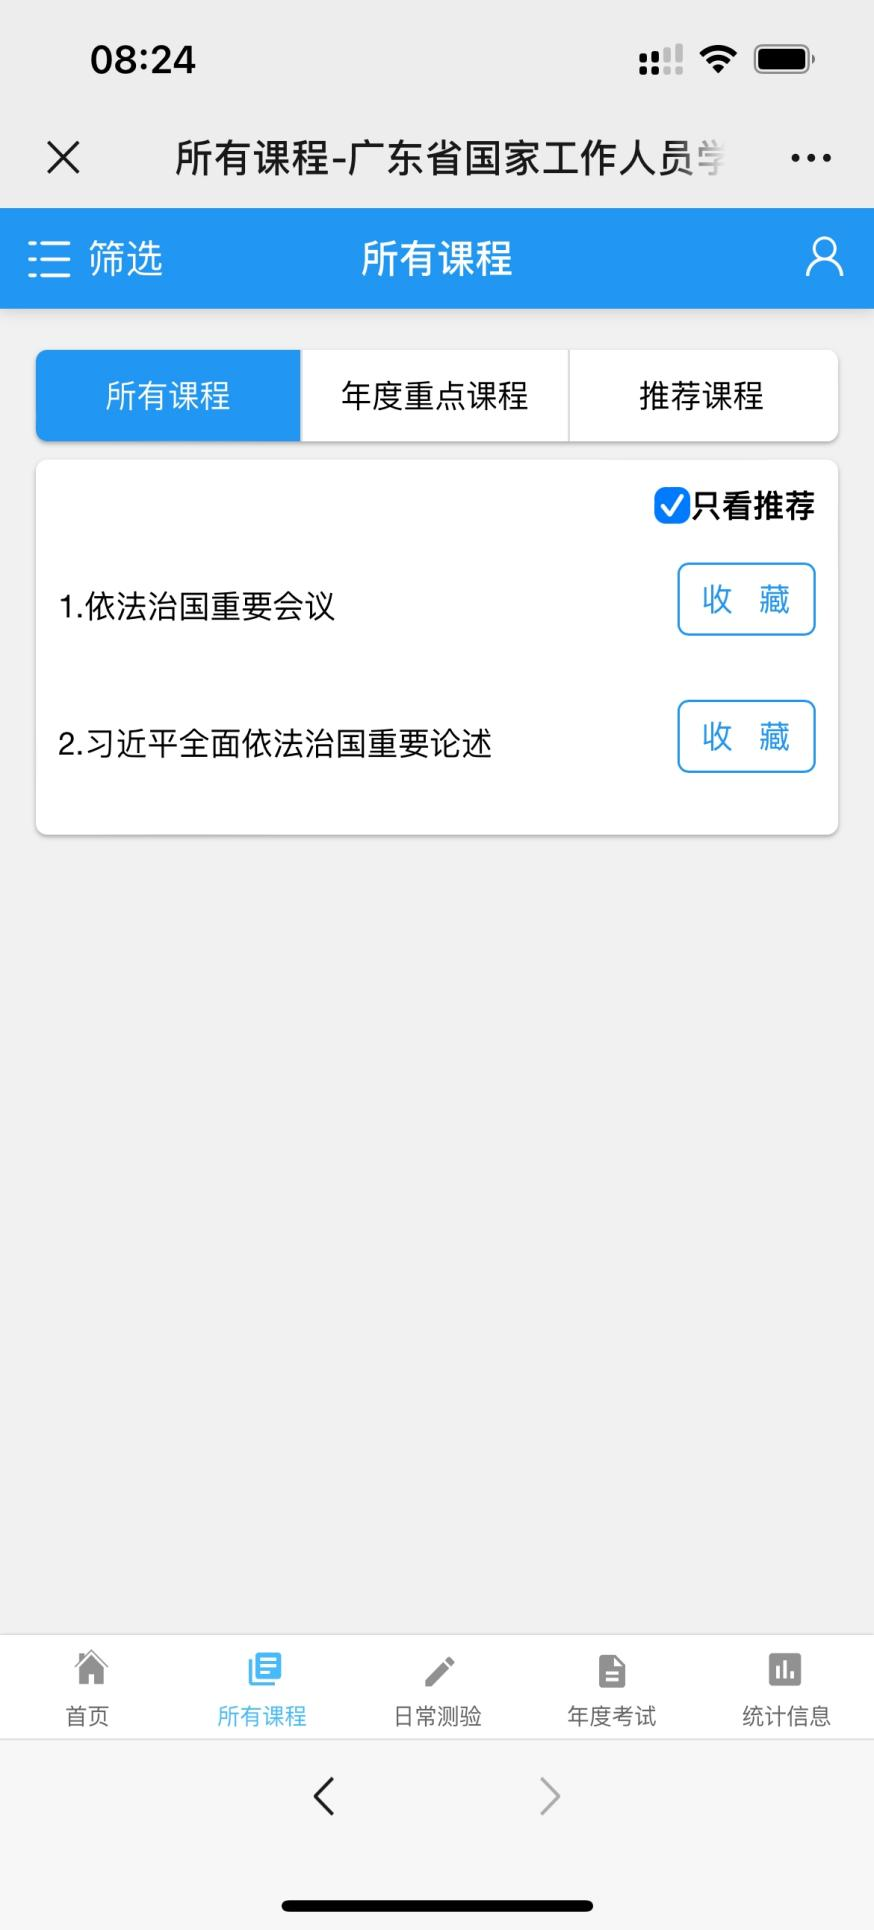 08:24
所有课程-广东省国家工作人员学
筛选
所有课程
所有课程
年度重点课程
推荐课程
只看推荐
1.依法治国重要会议
收 藏
2.习近平全面依法治国重要论述
收 藏
首页
所有课程
日常测验
年度考试
统计信息